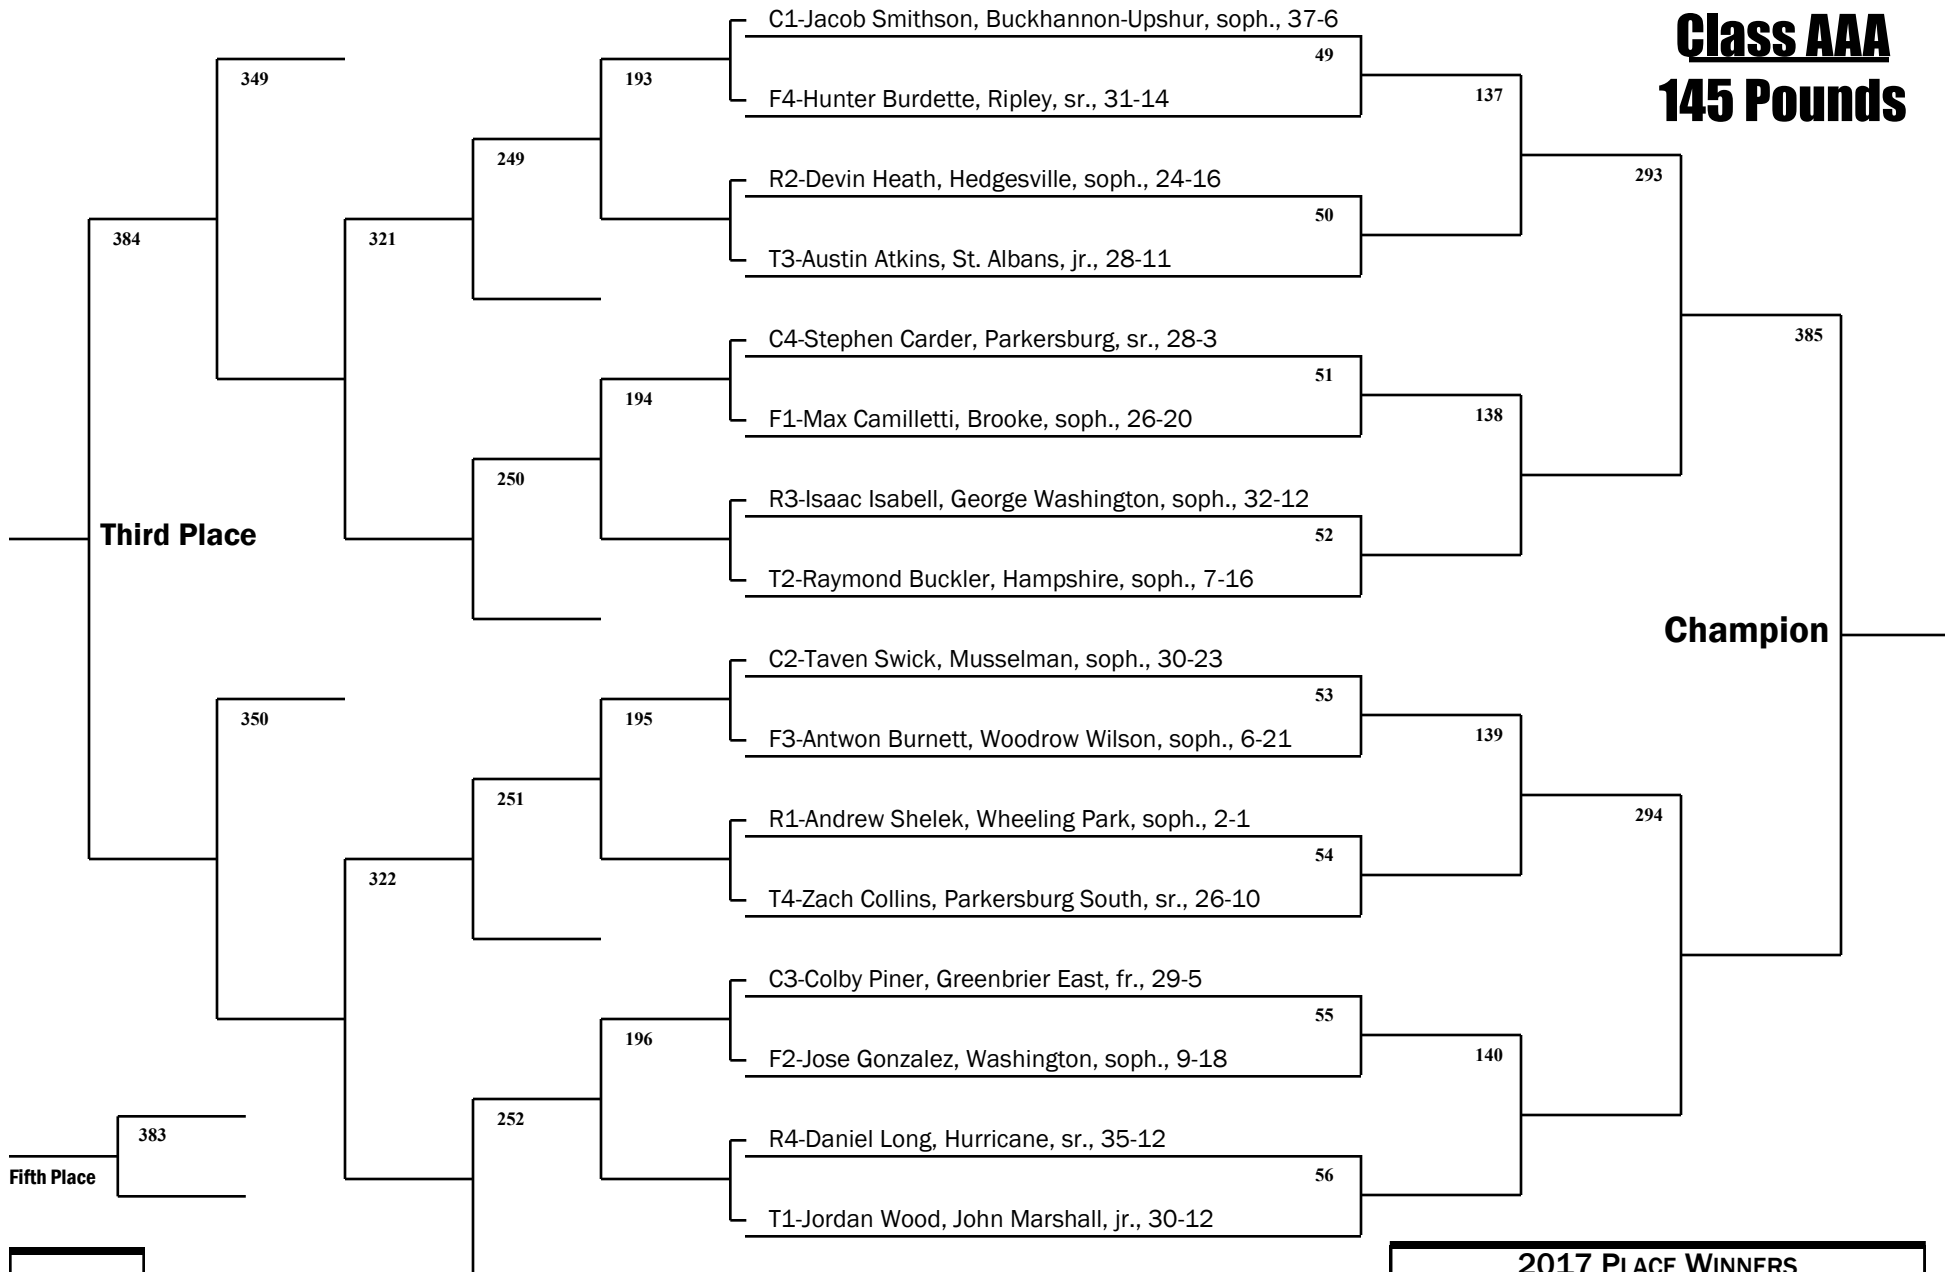 Class AAA
145 Pounds
C1-Jacob Smithson, Buckhannon-Upshur, soph., 37-6
49
F4-Hunter Burdette, Ripley, sr., 31-14
R2-Devin Heath, Hedgesville, soph., 24-16
50
T3-Austin Atkins, St. Albans, jr., 28-11
C4-Stephen Carder, Parkersburg, sr., 28-3
51
F1-Max Camilletti, Brooke, soph., 26-20
R3-Isaac Isabell, George Washington, soph., 32-12
52
T2-Raymond Buckler, Hampshire, soph., 7-16
C2-Taven Swick, Musselman, soph., 30-23
53
F3-Antwon Burnett, Woodrow Wilson, soph., 6-21
R1-Andrew Shelek, Wheeling Park, soph., 2-1
54
T4-Zach Collins, Parkersburg South, sr., 26-10
C3-Colby Piner, Greenbrier East, fr., 29-5
55
F2-Jose Gonzalez, Washington, soph., 9-18
R4-Daniel Long, Hurricane, sr., 35-12
56
T1-Jordan Wood, John Marshall, jr., 30-12
137
138
139
140
293
294
385
Champion
193
194
195
196
249
250
251
252
321
322
349
350
384
Third Place
383
Fifth Place
2017 PLACE WINNERS